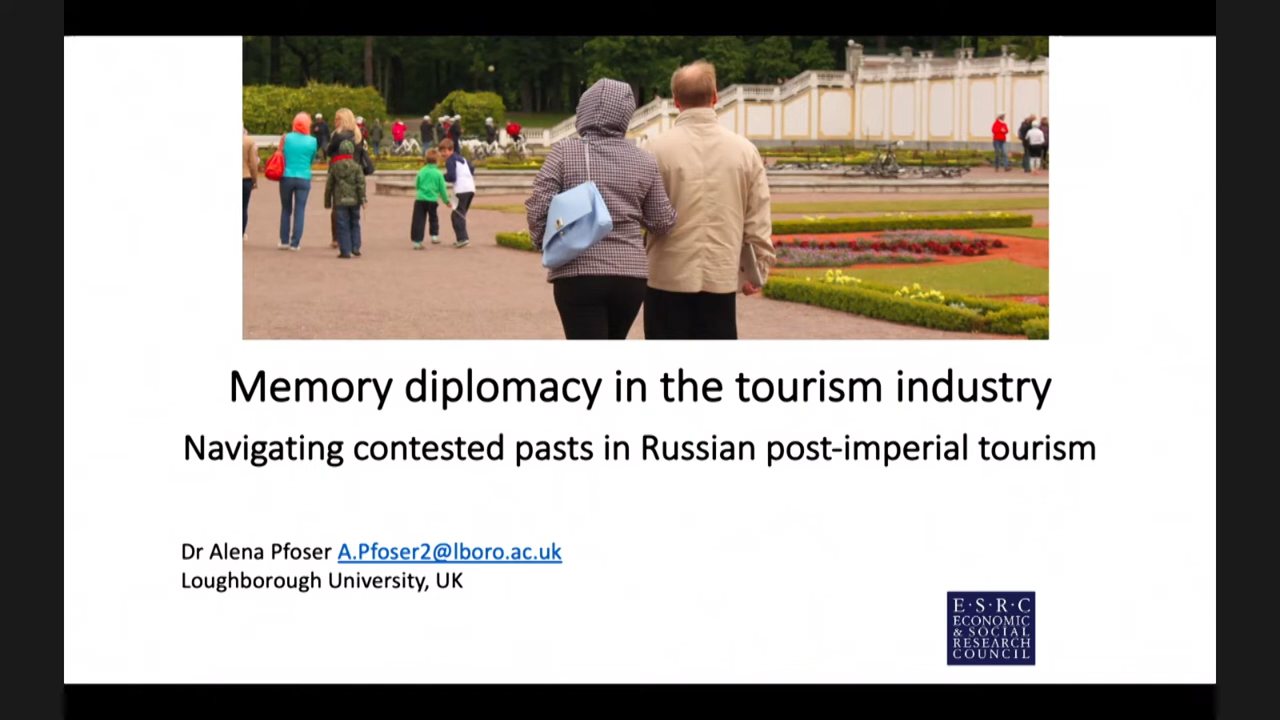 Memory diplomacy in the tourism industry
Navigating contested pasts in Russian post-imperial tourism
Dr Alena Pfoser A.Pfoser2@lboro.ac.uk
Loughborough University, UK
E·S·R·C
ECONOMIC
& SOCIAL
RESEARCH
COUNCIL